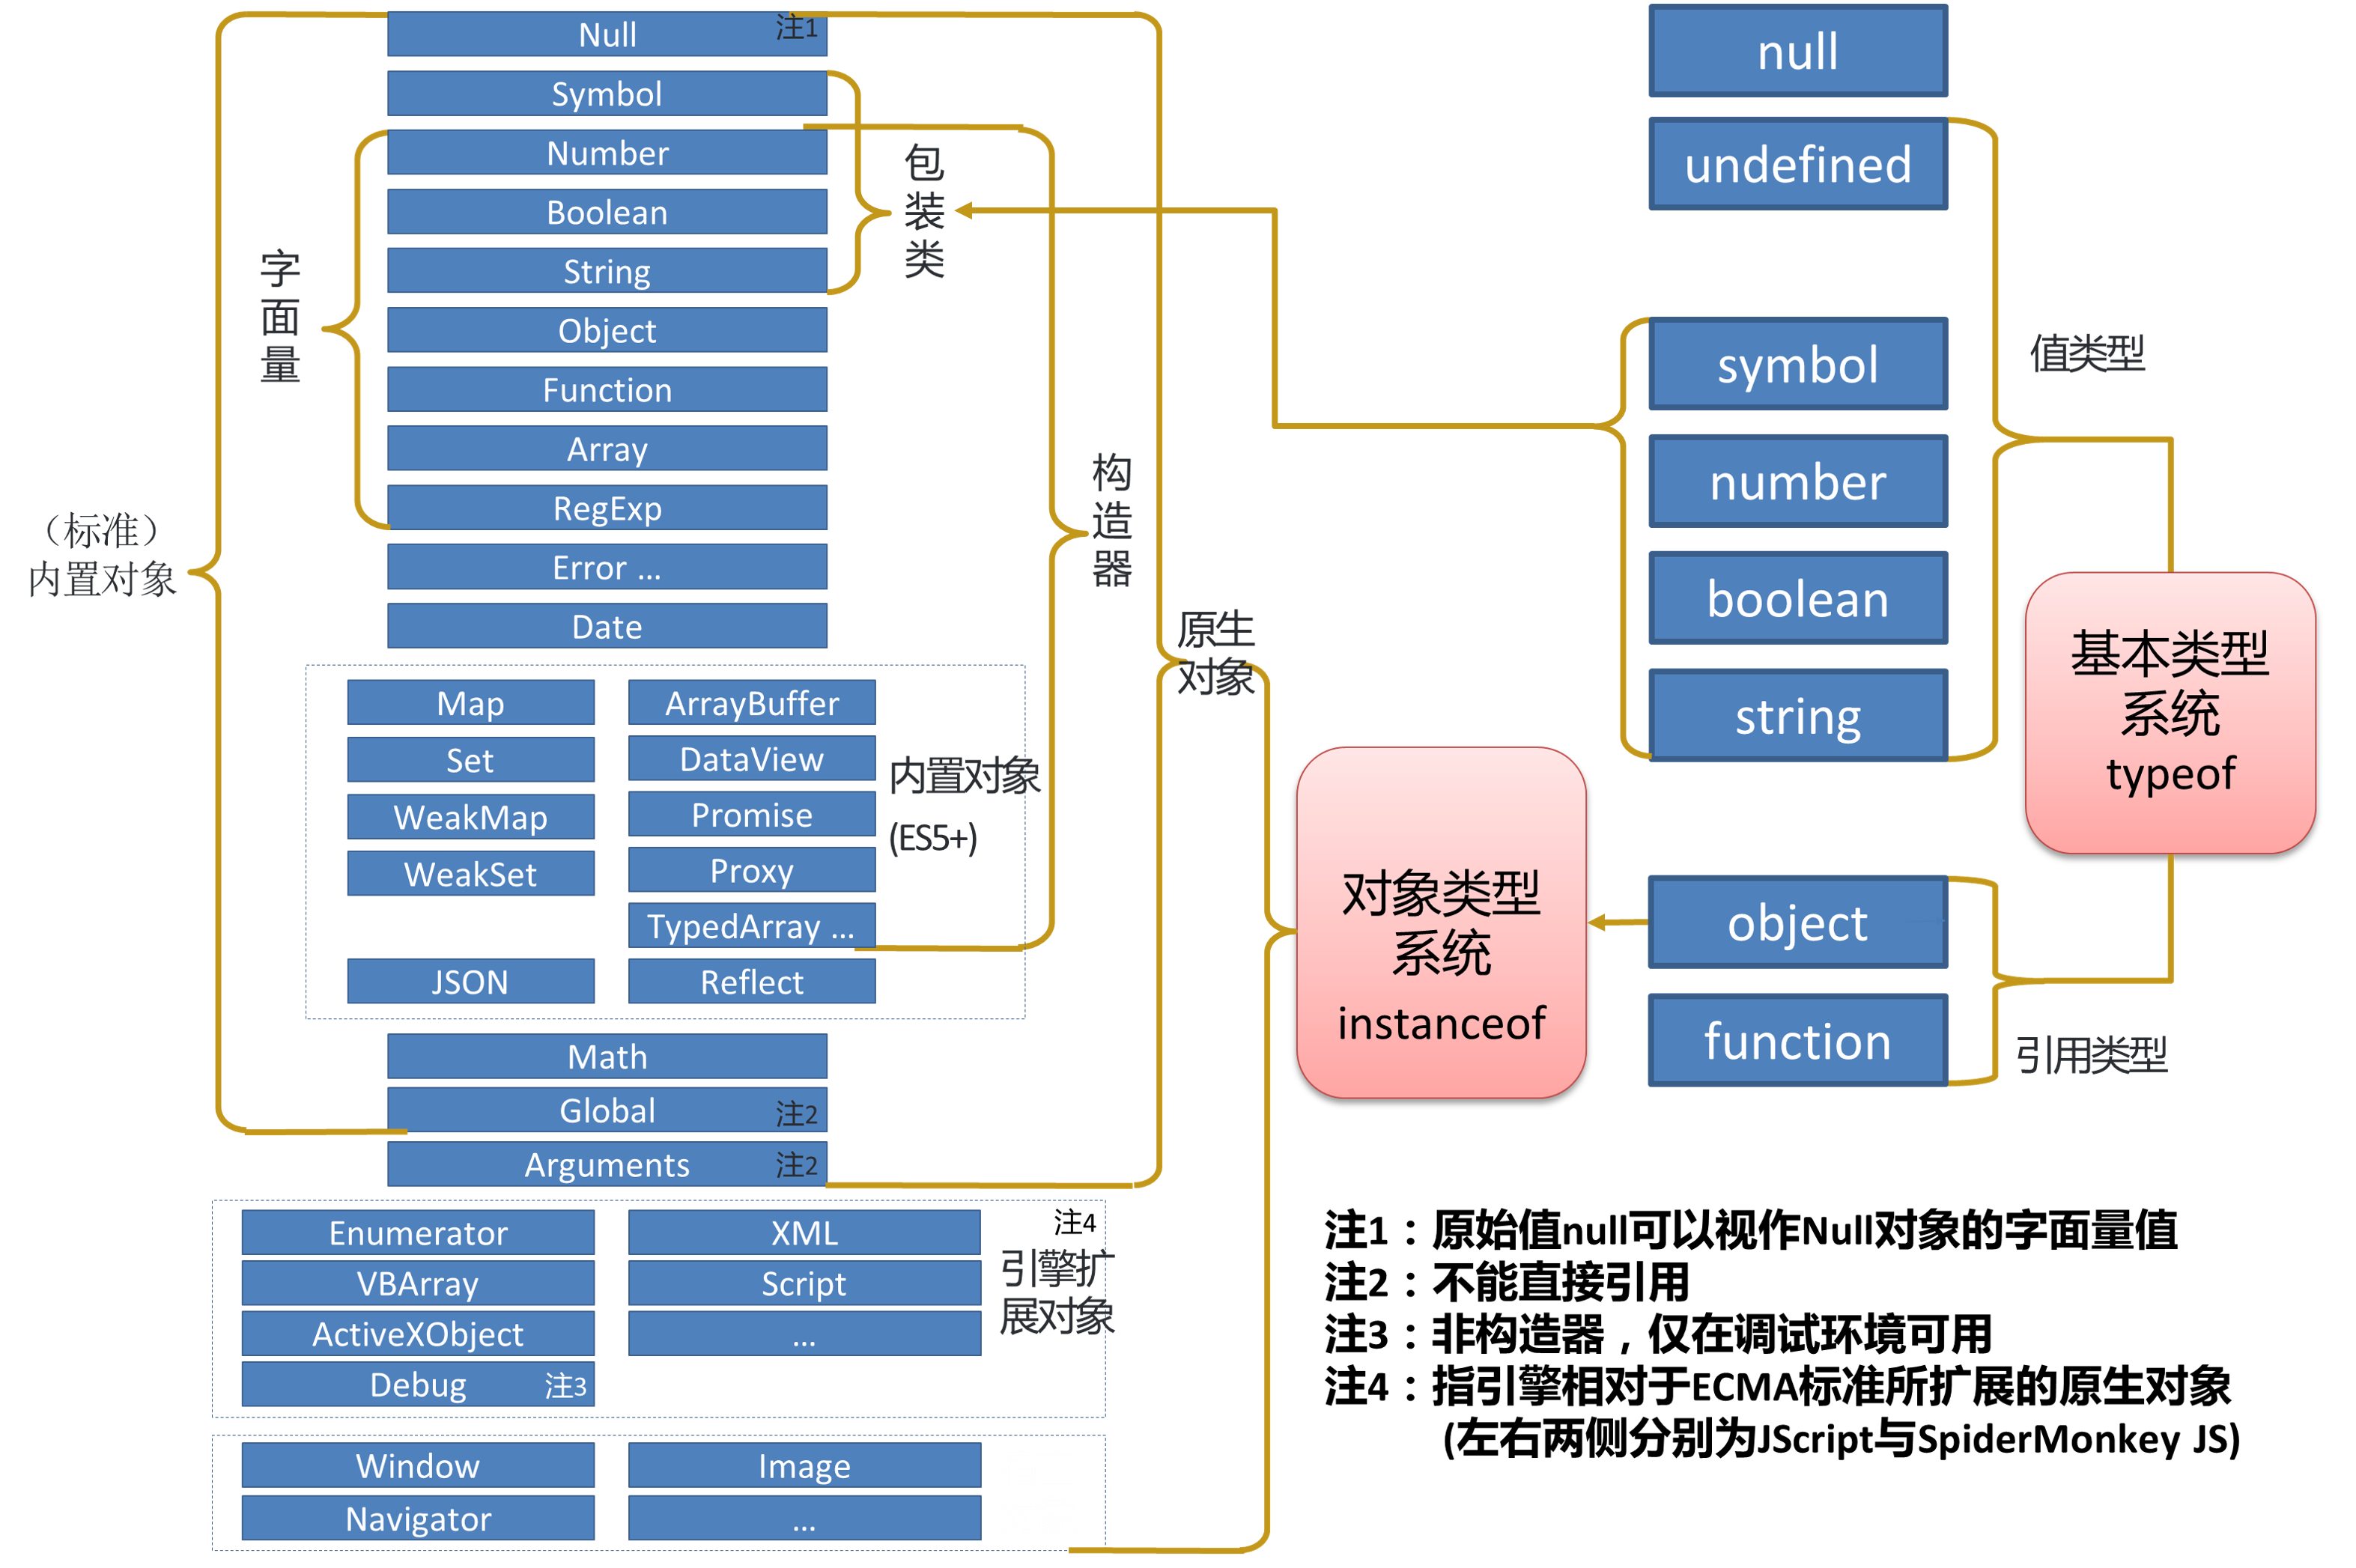 Null
注1
Symbol
Number
Boolean
String
Object
Function
Array
RegExp
Error ...
Date
包
装
类
字
面
量
（标准）
内置对象
构
造
器
原生
对象
Map
Set
WeakMap
WeakSet
JSON
ArrayBuffer
DataView
Promise
Proxy
TypedArray ...
Reflect
内置对象
(ES5+)
Math
Global
注2
Arguments
注2
Enumerator
VBArray
ActiveXObject
Debug
注3
XML
Script
...
注4
引擎扩
展对象
Window
Navigator
Image
...
对象类型
系统
instanceof
null
undefined
symbol
number
boolean
string
object
function
值类型
基本类型
系统
typeof
引用类型
注1：原始值null可以视作ENull对象的字面量值
注2：不能直接引用
注3：非构造器，仅在调试环境可用
注4：指引擎相对于ECMA标准所扩展的原生对象
(左右两侧分别为JScript与SpiderMonkey JS)